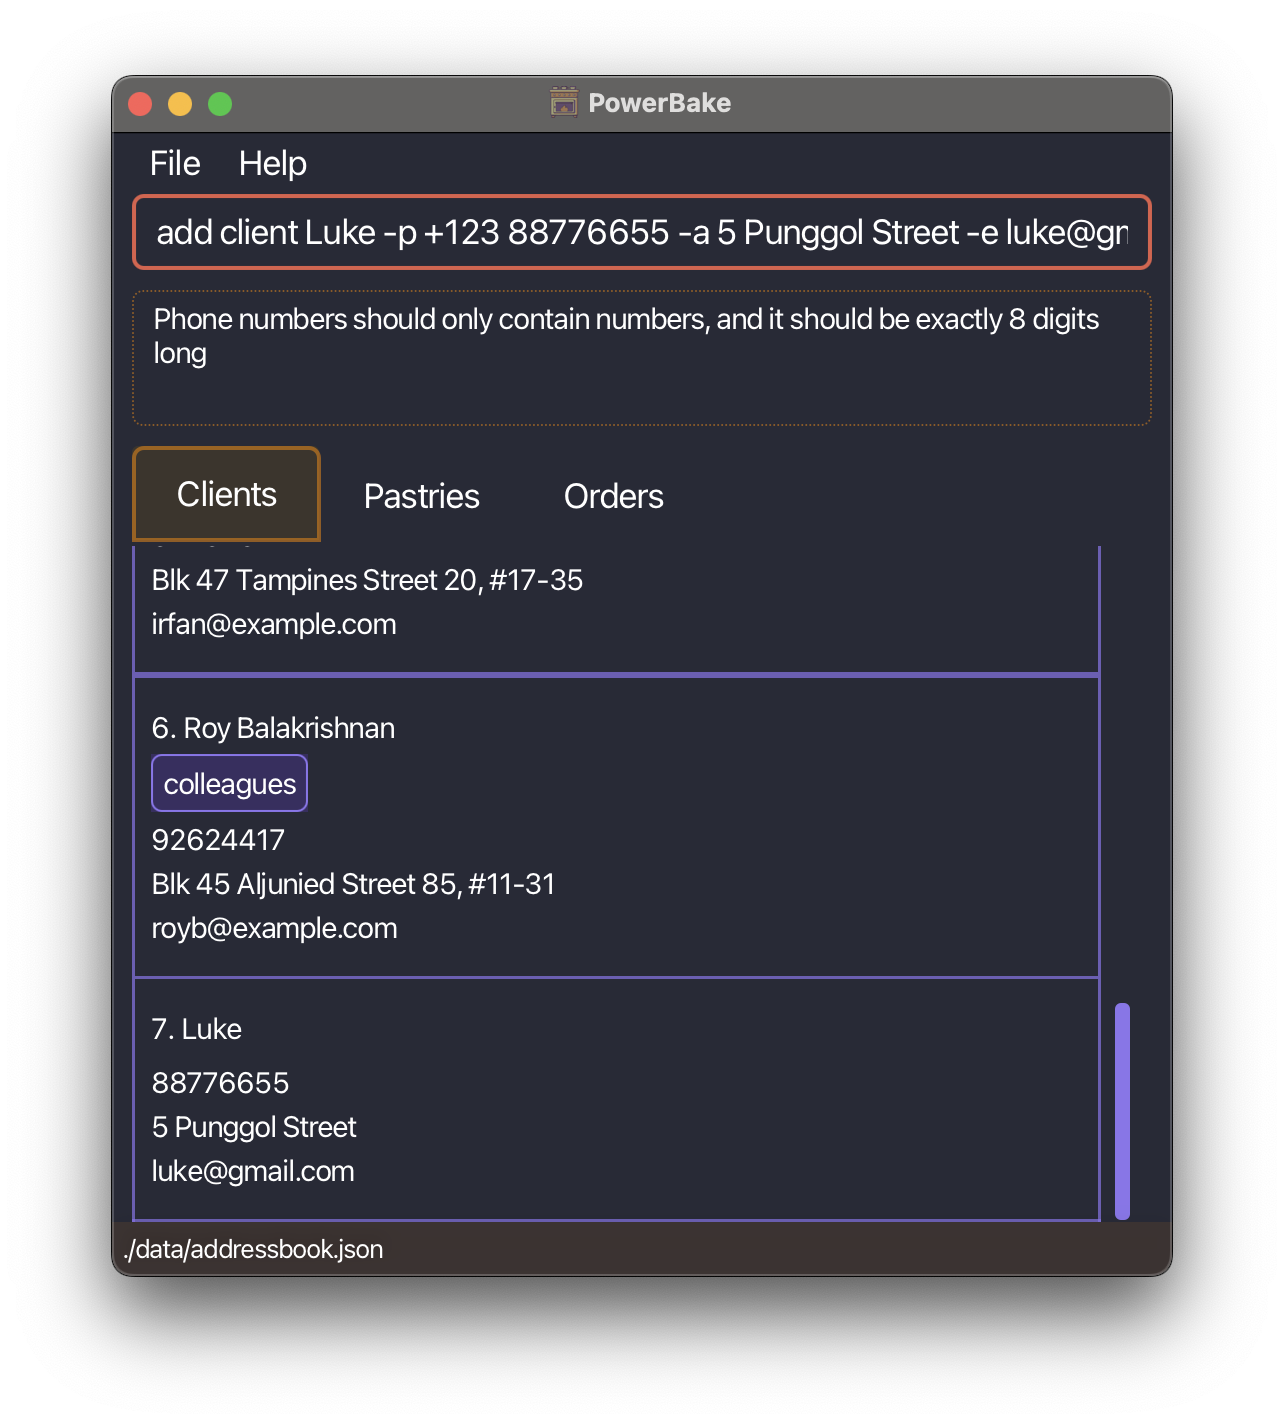 PowerBake
File Help
add client Luke -p +123 88776655 -a 5 Punggol Street -e
Phone numbers should only contain numbers, and it should be exactly 8 digits
long
Clients Pastries Orders
Blk 47 Tampines Street 20, #17-35
irfan@example.com
6. Roy Balakrishnan
colleagues
92624417
Blk 45 Aljunied Street 85, #11-31
royb@example.com
7. Luke
88776655
5 Punggol Street
luke@gmail.com
./data/addressbook.json